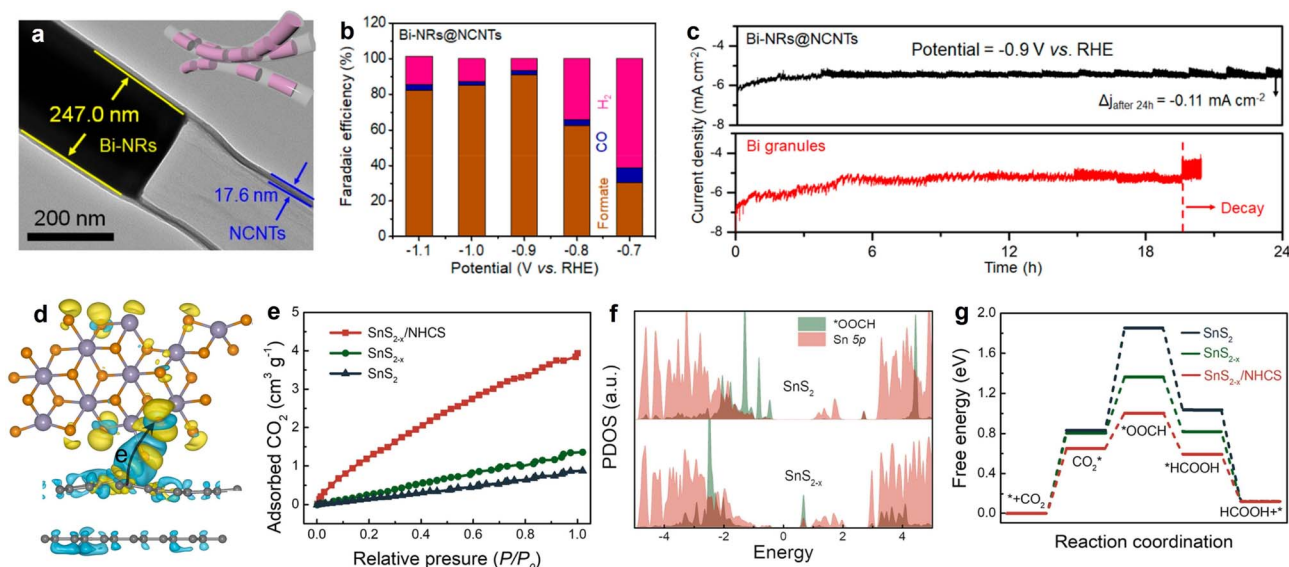 a
247.0 nm
Bi-NRs
17.6 nm
NCNTs
200 nm
b
Faradaic efficiency (%)
120
100
80
60
40
20
0
Bi-NRs@NCNTs
Formate CO H₂
-1.1 -1.0 -0.9 -0.8 -0.7
Potential (V vs. RHE)
c
Current density (mA cm⁻²)
Bi-NRs@NCNTs
Potential = -0.9 V vs. RHE
-2
-4
-6
Δj after 24h = -0.11 mA cm⁻²
Bi granules
-4
-6
-8
Decay
0 6 12 18 24
Time (h)
d
e
e
Adsorbed CO₂ (cm³ g⁻¹)
5
4
3
2
1
0
SnS₂₋ₓ/NHCS
SnS₂₋ₓ
SnS₂
0.0 0.2 0.4 0.6 0.8 1.0
Relative presure (P/P₀)
f
PDOS (a.u.)
*OOCH
Sn 5p
SnS₂
SnS₂₋ₓ
-4 -2 0 2 4
Energy
g
Free energy (eV)
2.0
1.6
1.2
0.8
0.4
0.0
SnS₂
SnS₂₋ₓ
SnS₂₋ₓ/NHCS
*+CO₂
CO₂*
*OOCH
*HCOOH
HCOOH+*
Reaction coordination